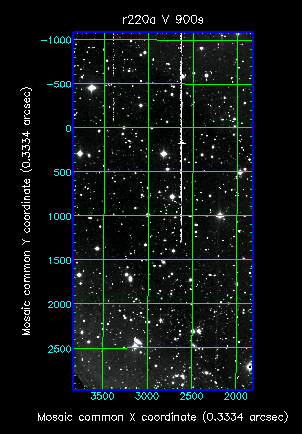 r220a V 900s
-1000
-500
0
500
1000
1500
2000
2500
3500 3000 2500 2000
Mosaic common X coordinate (0.3334 arcsec)
Mosaic common Y coordinate (0.3334 arcsec)